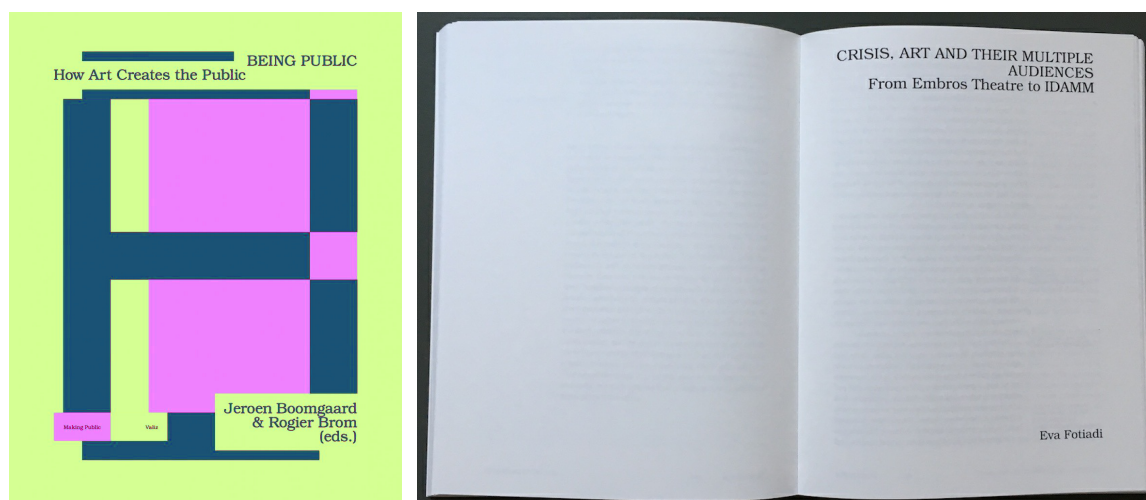 BEING PUBLIC
How Art Creates the Public
Jeroen Boomgaard
& Rogier Brom
(eds.)
Making Public
Valiz
CRISIS, ART AND THEIR MULTIPLE
AUDIENCES
From Embros Theatre to IDAMM
Eva Fotiadi